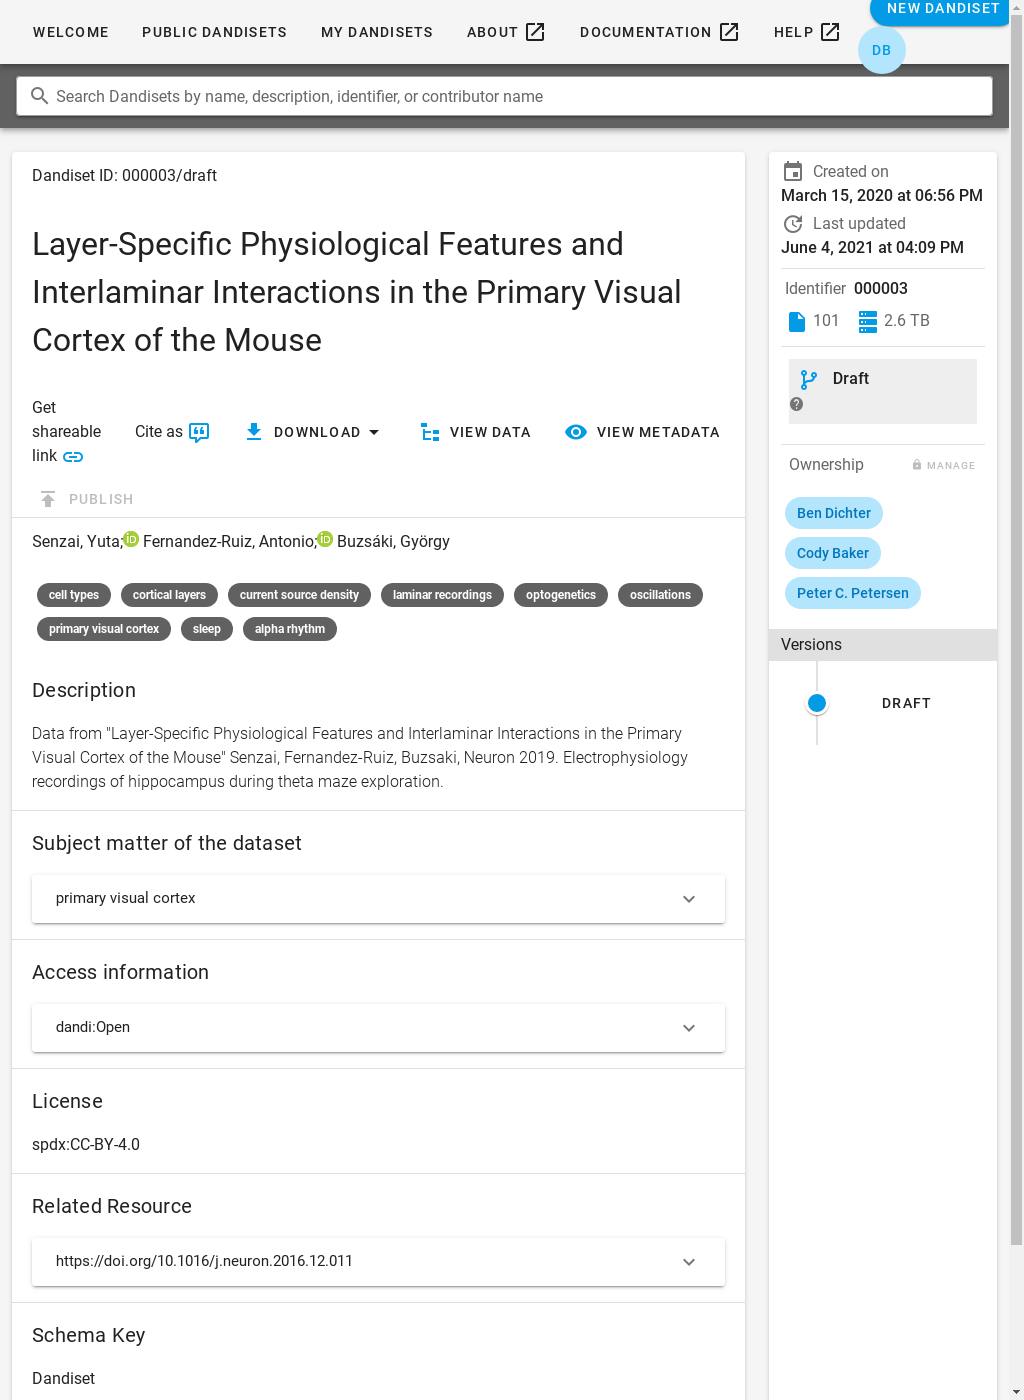 WELCOME PUBLIC DANDISETS MY DANDISETS ABOUT DOCUMENTATION HELP NEW DANDISET
DB
Search Dandisets by name, description, identifier, or contributor name
Dandiset ID: 000003/draft
Layer-Specific Physiological Features and
Interlaminar Interactions in the Primary Visual
Cortex of the Mouse
Get
shareable
link
Cite as
DOWNLOAD
VIEW DATA
VIEW METADATA
PUBLISH
Senzai, Yuta; Fernandez-Ruiz, Antonio; Buzsáki, György
cell types cortical layers current source density laminar recordings optogenetics oscillations
primary visual cortex sleep alpha rhythm
Description
Data from "Layer-Specific Physiological Features and Interlaminar Interactions in the Primary
Visual Cortex of the Mouse" Senzai, Fernandez-Ruiz, Buzsaki, Neuron 2019. Electrophysiology
recordings of hippocampus during theta maze exploration.
Subject matter of the dataset
primary visual cortex
Access information
dandi:Open
License
spdx:CC-BY-4.0
Related Resource
https://doi.org/10.1016/j.neuron.2016.12.011
Schema Key
Dandiset
Created on
March 15, 2020 at 06:56 PM
Last updated
June 4, 2021 at 04:09 PM
Identifier 000003
101 2.6 TB
Draft
Ownership MANAGE
Ben Dichter
Cody Baker
Peter C. Petersen
Versions
DRAFT